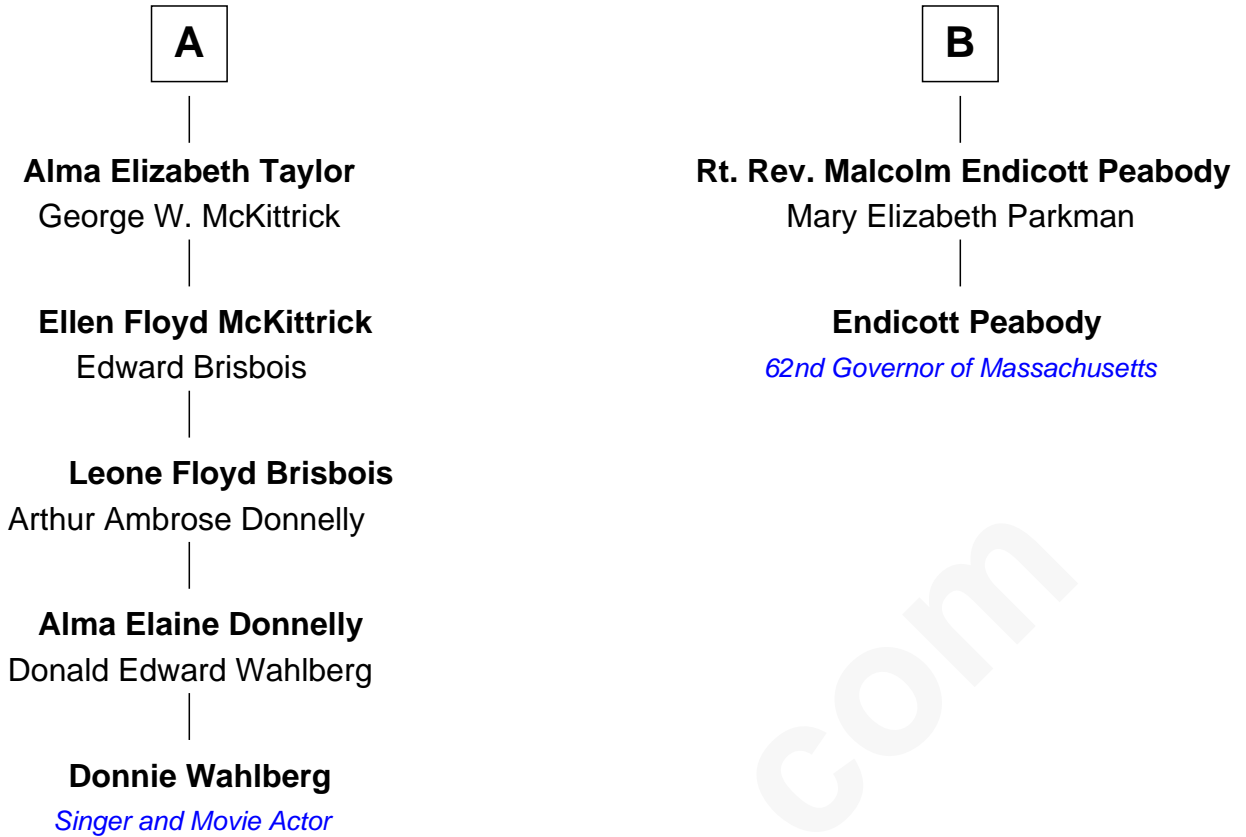 A
Alma Elizabeth Taylor
George W. McKittrick
Ellen Floyd McKittrick
Edward Brisbois
Leone Floyd Brisbois
Arthur Ambrose Donnelly
Alma Elaine Donnelly
Donald Edward Wahlberg
Donnie Wahlberg
Singer and Movie Actor
B
Rt. Rev. Malcolm Endicott Peabody
Mary Elizabeth Parkman
Endicott Peabody
62nd Governor of Massachusetts
com